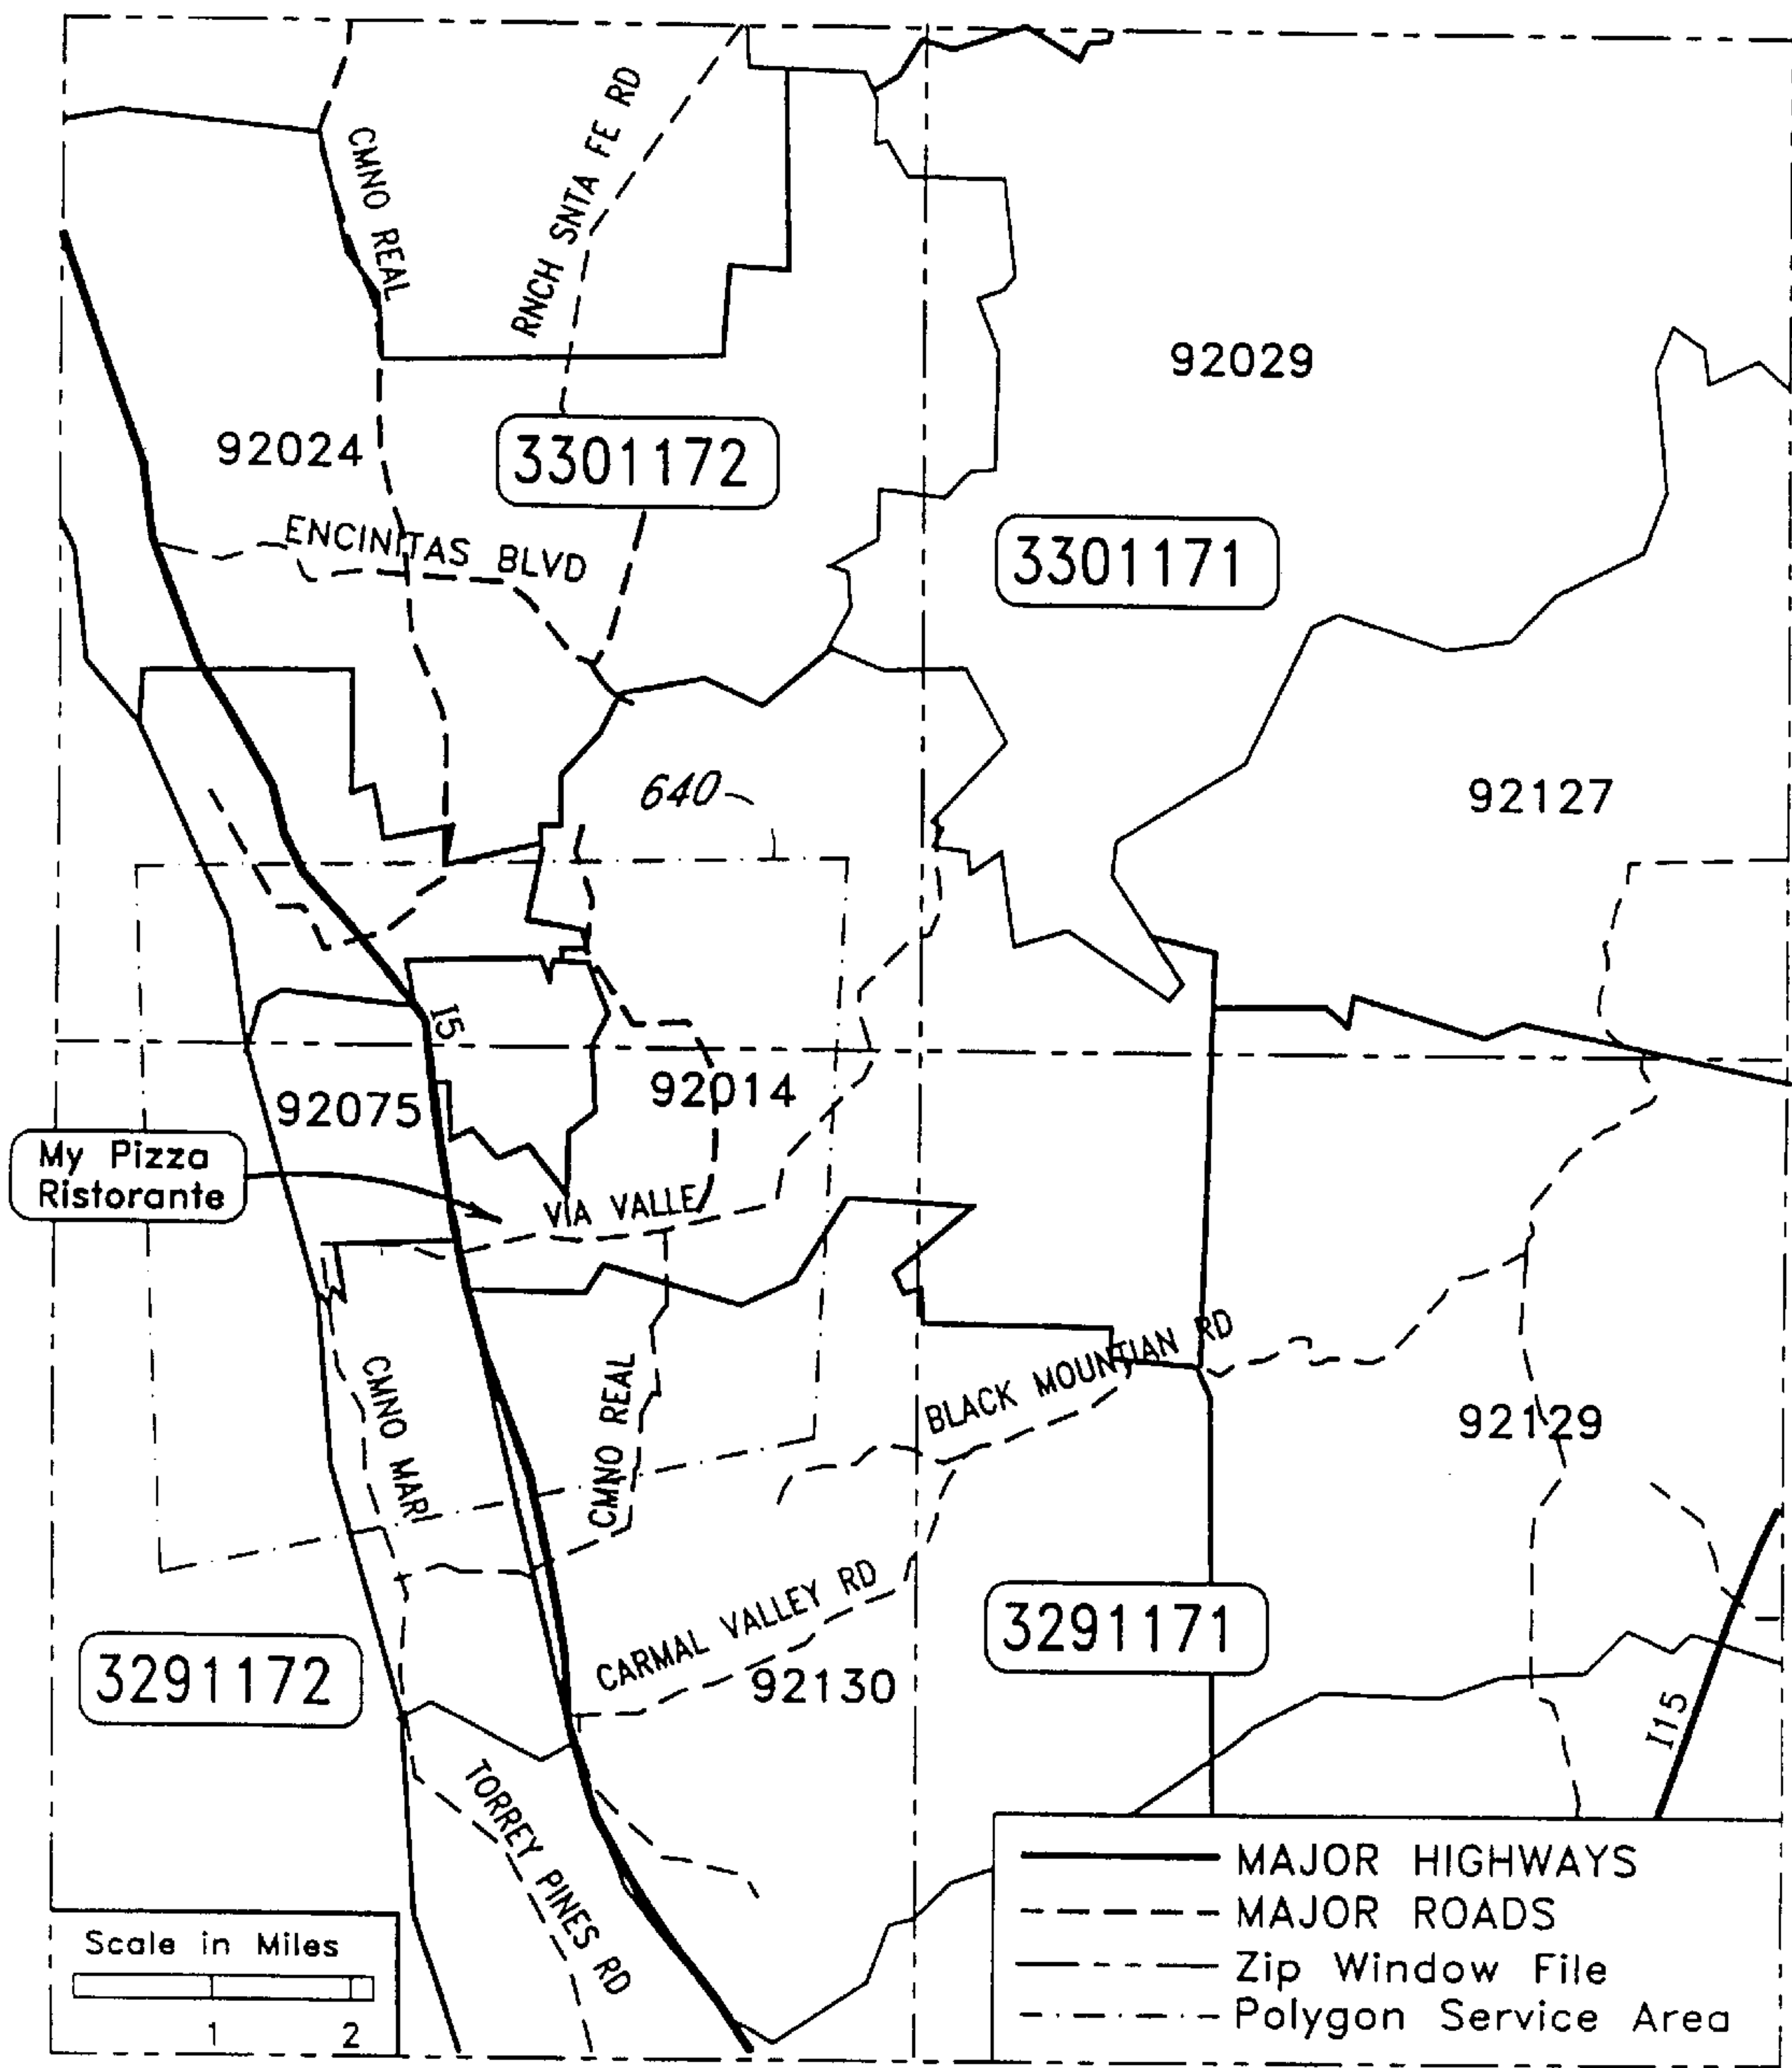 CMNO REAL
RNCH SNTA FE RD
92029
92024
3301172
ENCINITAS BLVD
3301171
640
92127
I5
92014
92075
My Pizza
Ristorante
VIA VALLE
BLACK MOUNTIAN RD
CMNO REAL
CMNO MARI
92129
CARMAL VALLEY RD
3291171
3291172
92130
I15
TORREY PINES RD
MAJOR HIGHWAYS
MAJOR ROADS
Zip Window File
Polygon Service Area
Scale in Miles
1 2